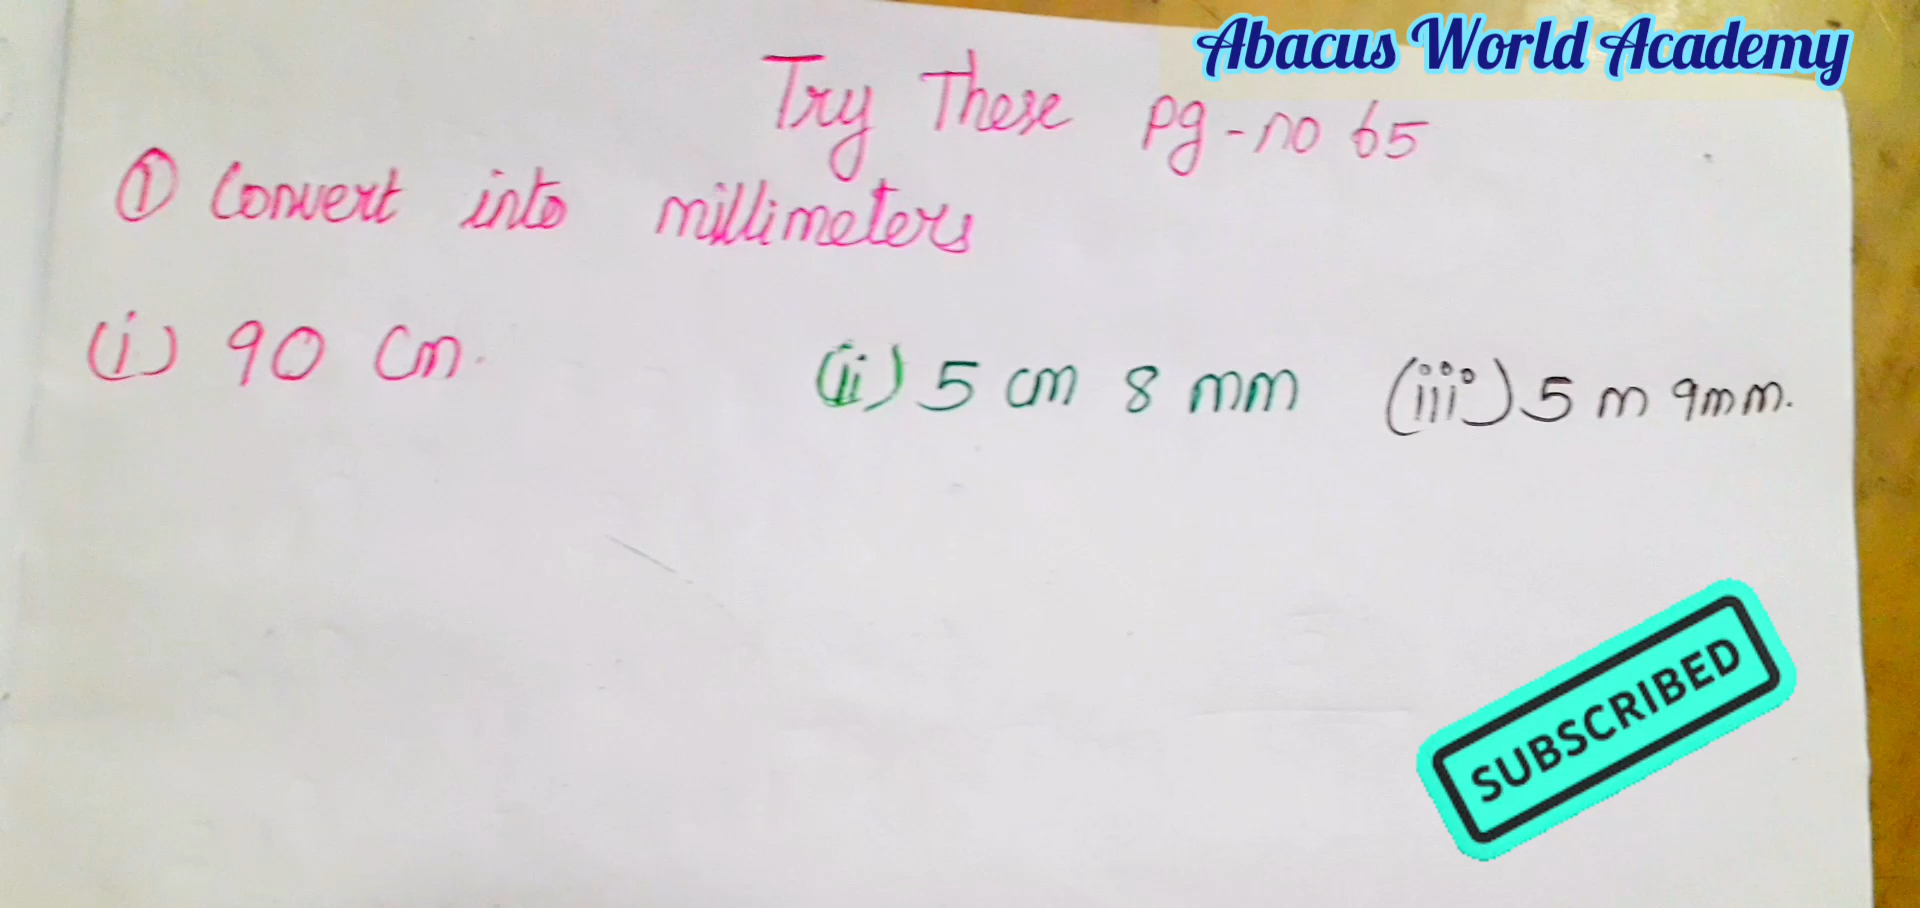 Abacus World Academy
Try These pg-no 65
① Convert into millimeters
(i) 90 cm.
(ii) 5 cm 8 mm
(iii) 5 m 9mm.
SUBSCRIBED